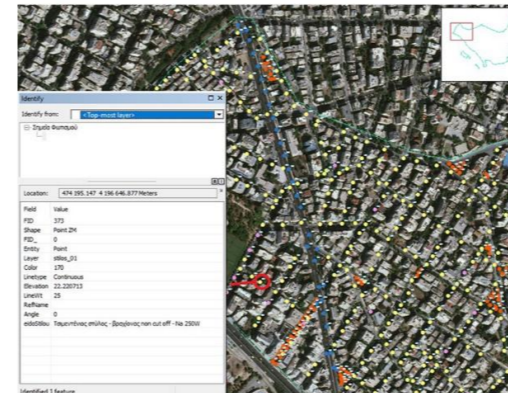 Identify
Identify from: <Top-most layer>
Σημεία Φωτισμού
Location: 474 195.147 4 196 646.877 Meters
Field Value
FID 373
Shape Point ZM
FID_ 0
Entity Point
Layer stilos_01
Color 170
Linetype Continuous
Elevation 22.220713
LineWt 25
RefName
Angle 0
eidoStilou Τσιμεντένιος στύλος - βραχίονας non cut off - Na 250W
Identified 1 feature